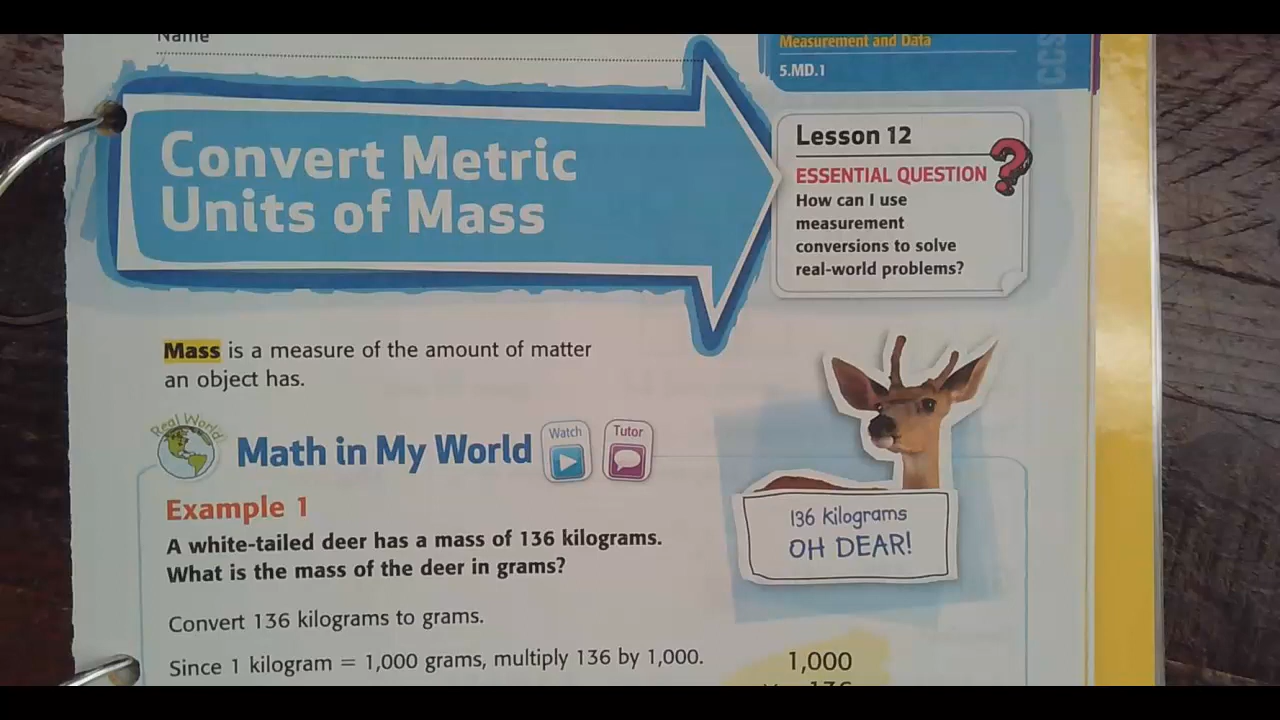 Name
Measurement and Data
5.MD.1
CCSS
Convert Metric
Units of Mass
Lesson 12
ESSENTIAL QUESTION
How can I use
measurement
conversions to solve
real-world problems?
?
Mass is a measure of the amount of matter
an object has.
Real World
Math in My World
Watch
Tutor
Example 1
A white-tailed deer has a mass of 136 kilograms.
What is the mass of the deer in grams?
136 kilograms
OH DEAR!
Convert 136 kilograms to grams.
Since 1 kilogram = 1,000 grams, multiply 136 by 1,000.
1,000
× 136